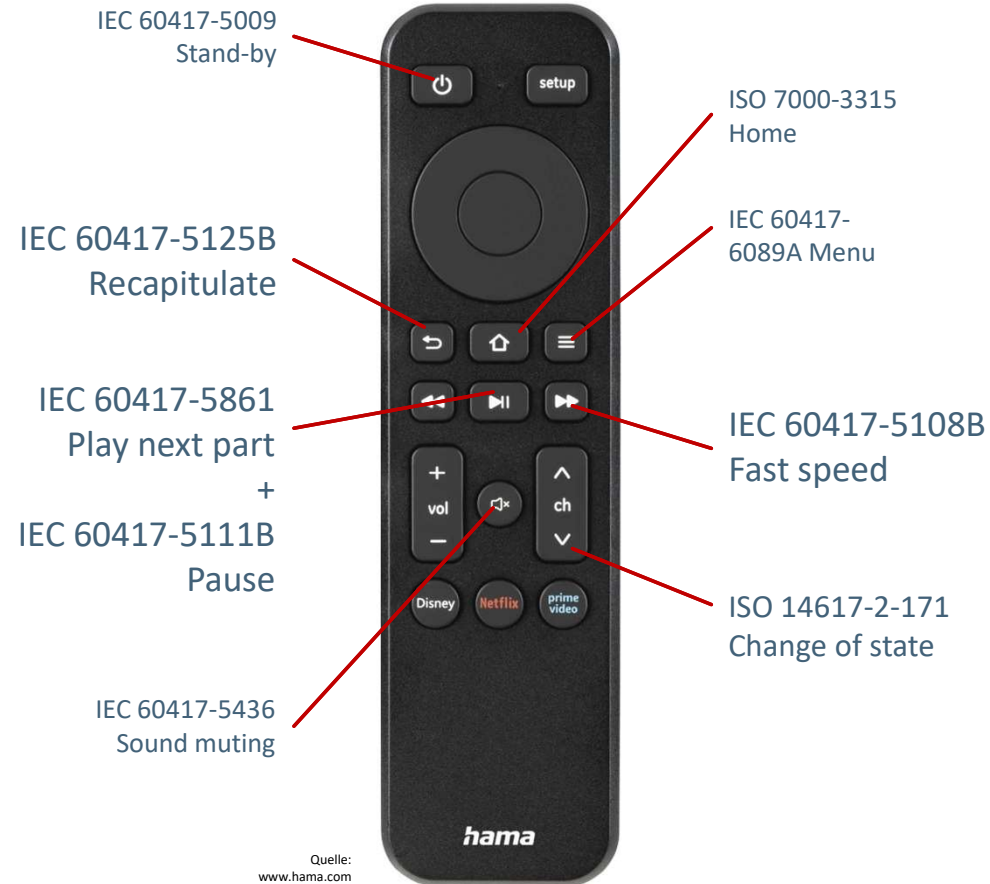 IEC 60417-5009
Stand-by
setup
ISO 7000-3315
Home
IEC 60417-
6089A Menu
IEC 60417-5125B
Recapitulate
IEC 60417-5861
Play next part
+
IEC 60417-5111B
Pause
IEC 60417-5108B
Fast speed
+
vol
–
ch
Disney
Netflix
prime
video
ISO 14617-2-171
Change of state
IEC 60417-5436
Sound muting
hama
Quelle:
www.hama.com